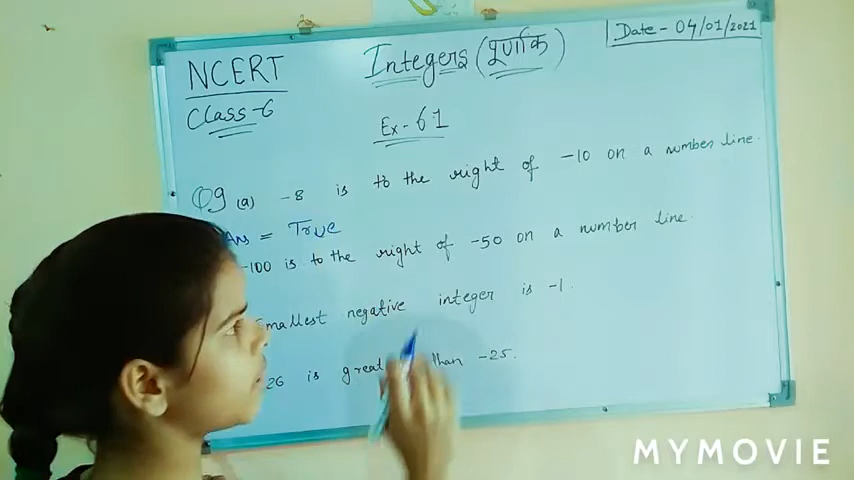 Date - 04/01/2021
NCERT
Integers (पूर्णांक)
Class-6
Ex- 6.1
Q9 (a) -8 is to the right of -10 on a number line.
Ans = True
-100 is to the right of -50 on a number line.
smallest negative integer is -1.
26 is than -25.
MYMOVIE